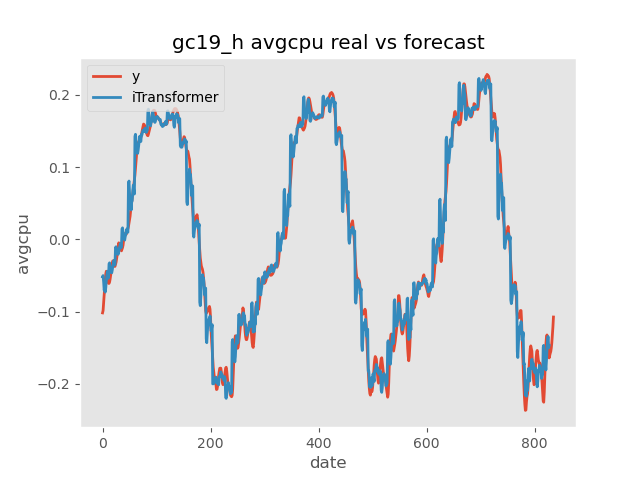 gc19_h avgcpu real vs forecast
y
iTransformer
0.2
0.1
0.0
−0.1
−0.2
avgcpu
0 200 400 600 800
date